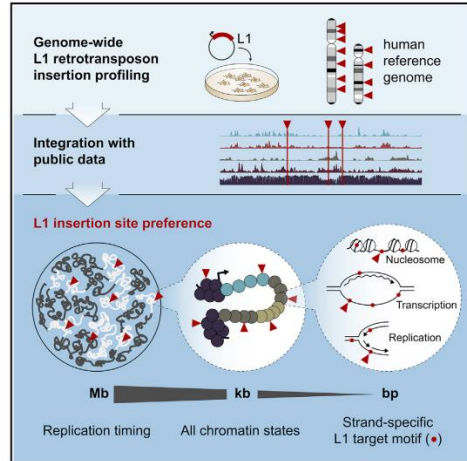 Genome-wide
L1 retrotransposon
insertion profiling
L1
human
reference
genome
Integration with
public data
L1 insertion site preference
Nucleosome
Transcription
Replication
Mb
kb
bp
Replication timing
All chromatin states
Strand-specific
L1 target motif (•)